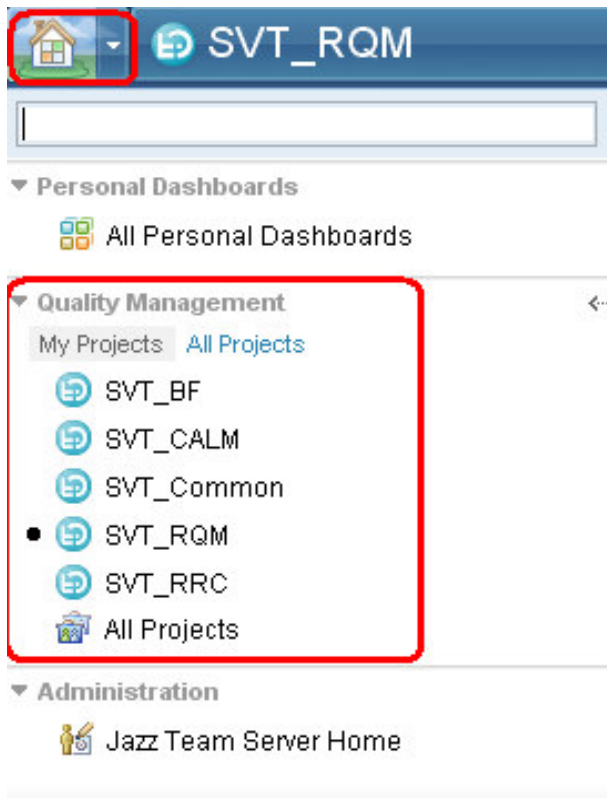 SVT_RQM
Personal Dashboards
All Personal Dashboards
Quality Management
My Projects All Projects
SVT_BF
SVT_CALM
SVT_Common
SVT_RQM
SVT_RRC
All Projects
Administration
Jazz Team Server Home